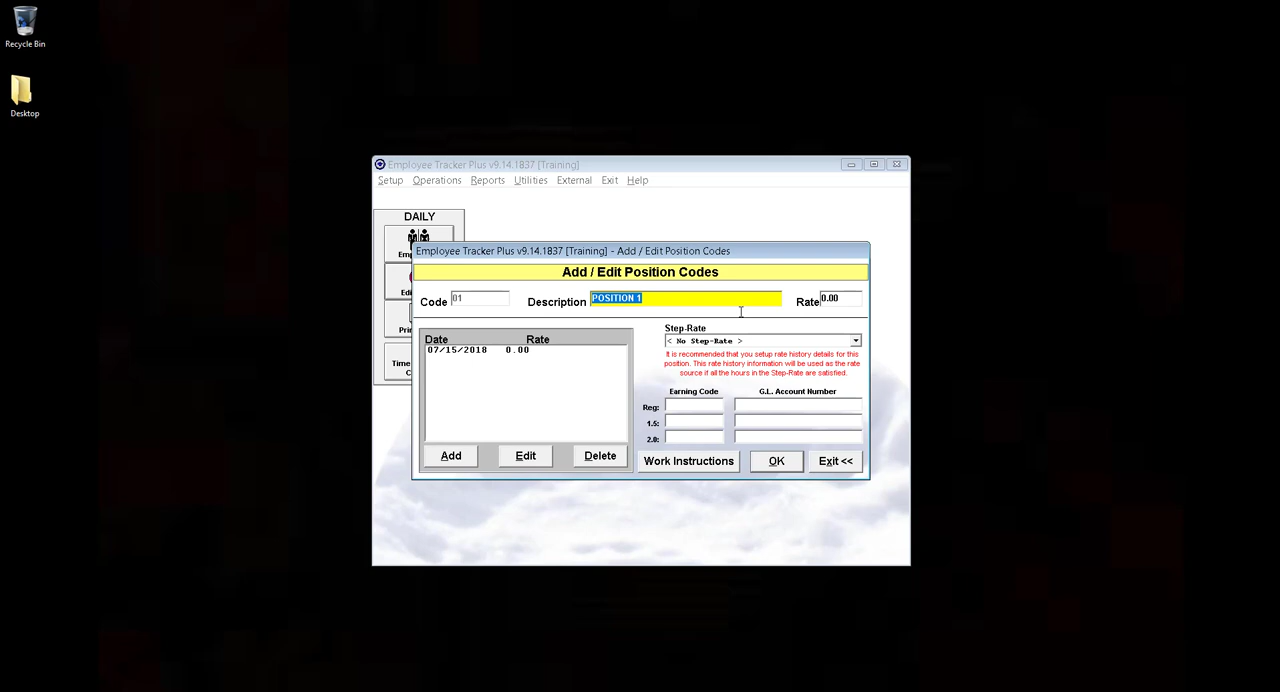 Recycle Bin
Desktop
Employee Tracker Plus v9.14.1837 [Training]
Setup Operations Reports Utilities External Exit Help
DAILY
Employee Tracker Plus v9.14.1837 [Training] - Add / Edit Position Codes
Add / Edit Position Codes
Code 01 Description POSITION 1 Rate 0.00
Date Rate
07/15/2018 0.00
Add Edit Delete
Step-Rate
< No Step-Rate >
It is recommended that you setup rate history details for this
position. This rate history information will be used as the rate
source if all the hours in the Step-Rate are satisfied.
Earning Code G.L. Account Number
Reg:
1.5:
2.0:
Work Instructions OK Exit <<